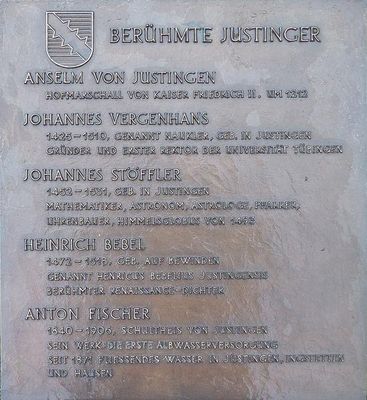 BERÜHMTE JUSTINGER
ANSELM VON JUSTINGEN
HOFMARSCHALL VON KAISER FRIEDRICH II. UM 1212
JOHANNES VERGENHANS
1425–1510, GENANNT NAUKLER, GEB. IN JUSTINGEN
GRÜNDER UND ERSTER REKTOR DER UNIVERSITÄT TÜBINGEN
JOHANNES STÖFFLER
1452–1531, GEB. IN JUSTINGEN
MATHEMATIKER, ASTRONOM, ASTROLOGE, PFARRER,
UHRENBAUER, HIMMELSGLOBUS VON 1493
HEINRICH BEBEL
1472–1518, GEB. AUF BEWINDEN
GENANNT HENRICUS BEBELIUS JUSTINGENSIS
BERÜHMTER RENAISSANCE-DICHTER
ANTON FISCHER
1840–1906, SCHULTHEIS VON JUSTINGEN
SEIN WERK: DIE ERSTE ALBWASSERVERSORGUNG
SEIT 1871 FLIESSENDES WASSER IN JUSTINGEN, INGSTETTEN
UND HAUSEN